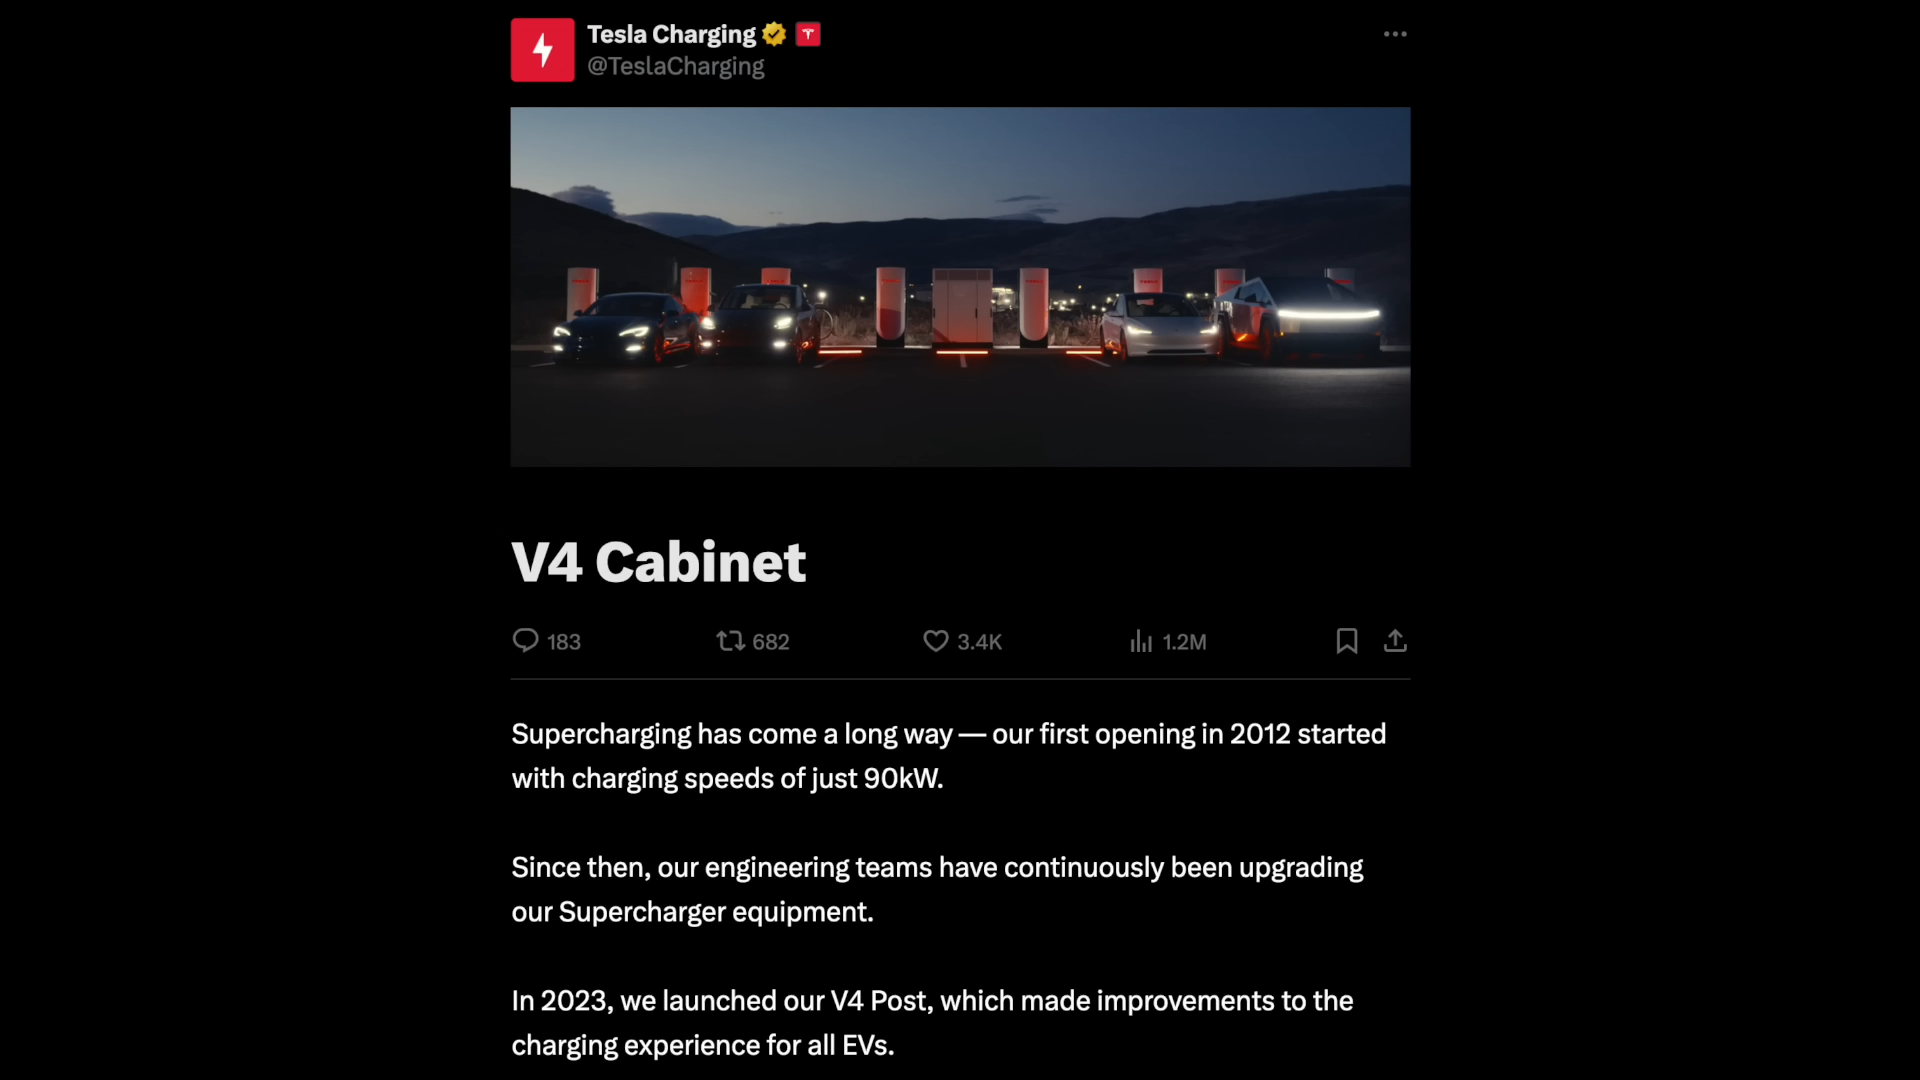 Tesla Charging
@TeslaCharging
V4 Cabinet
183 682 3.4K 1.2M
Supercharging has come a long way — our first opening in 2012 started
with charging speeds of just 90kW.
Since then, our engineering teams have continuously been upgrading
our Supercharger equipment.
In 2023, we launched our V4 Post, which made improvements to the
charging experience for all EVs.